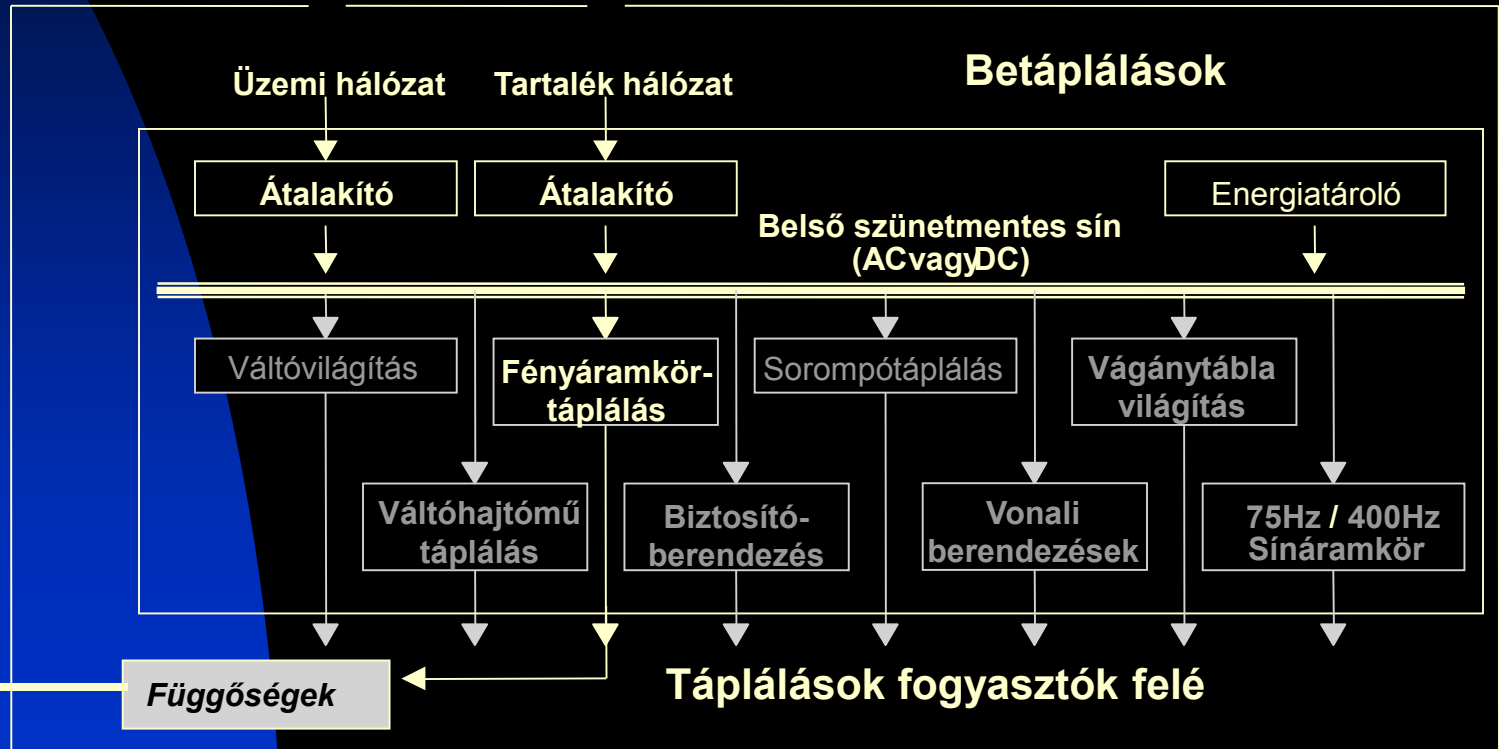 Betáplálások
Üzemi hálózat
Tartalék hálózat
Átalakító
Átalakító
Energiatároló
Belső szünetmentes sín
(ACvagyDC)
Váltóvilágítás
Fényáramkör-
táplálás
Sorompótáplálás
Vágánytábla
világítás
Váltóhajtómű
táplálás
Biztosító-
berendezés
Vonali
berendezések
75Hz / 400Hz
Sínáramkör
Függőségek
Táplálások fogyasztók felé